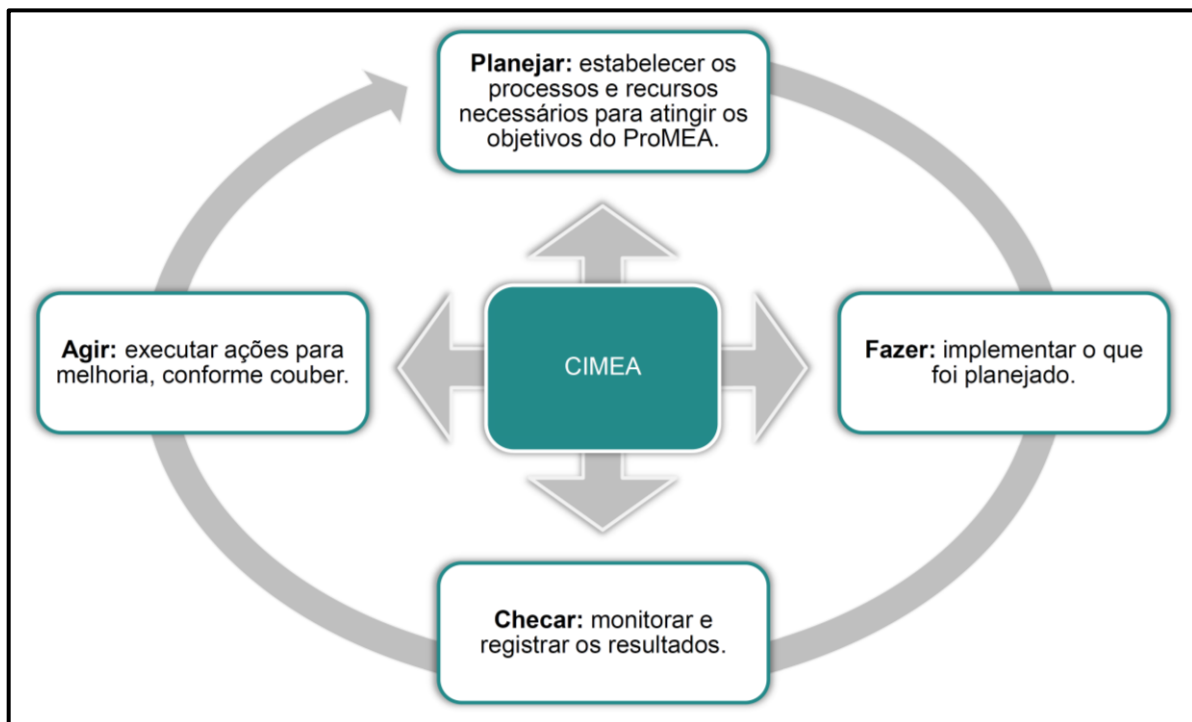 Planejar: estabelecer os
processos e recursos
necessários para atingir os
objetivos do ProMEA.
Agir: executar ações para
melhoria, conforme couber.
CIMEA
Fazer: implementar o que
foi planejado.
Checar: monitorar e
registrar os resultados.